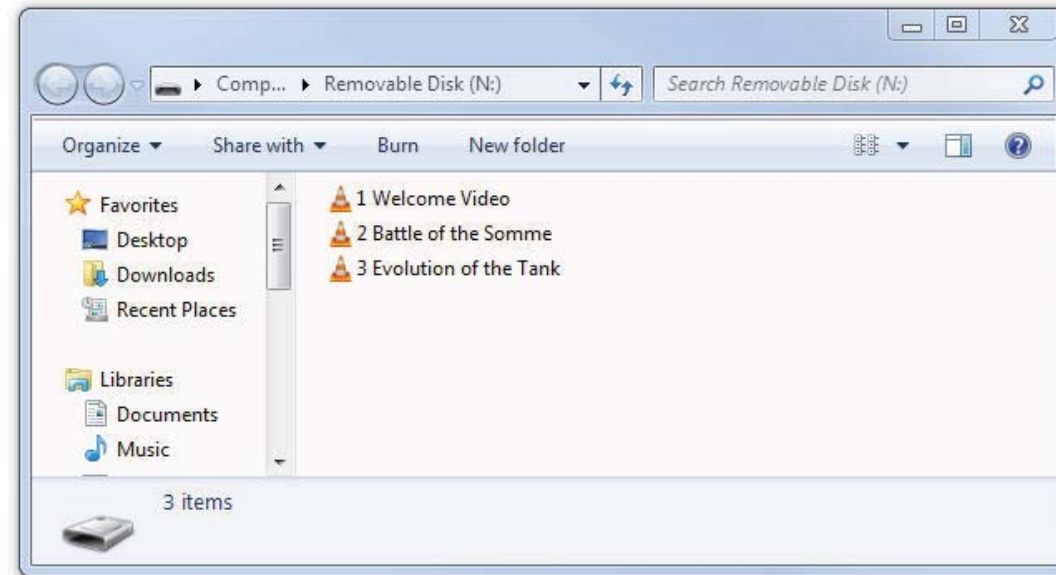 Comp... Removable Disk (N:) Search Removable Disk (N:)
Organize Share with Burn New folder
Favorites
Desktop
Downloads
Recent Places
Libraries
Documents
Music
1 Welcome Video
2 Battle of the Somme
3 Evolution of the Tank
3 items